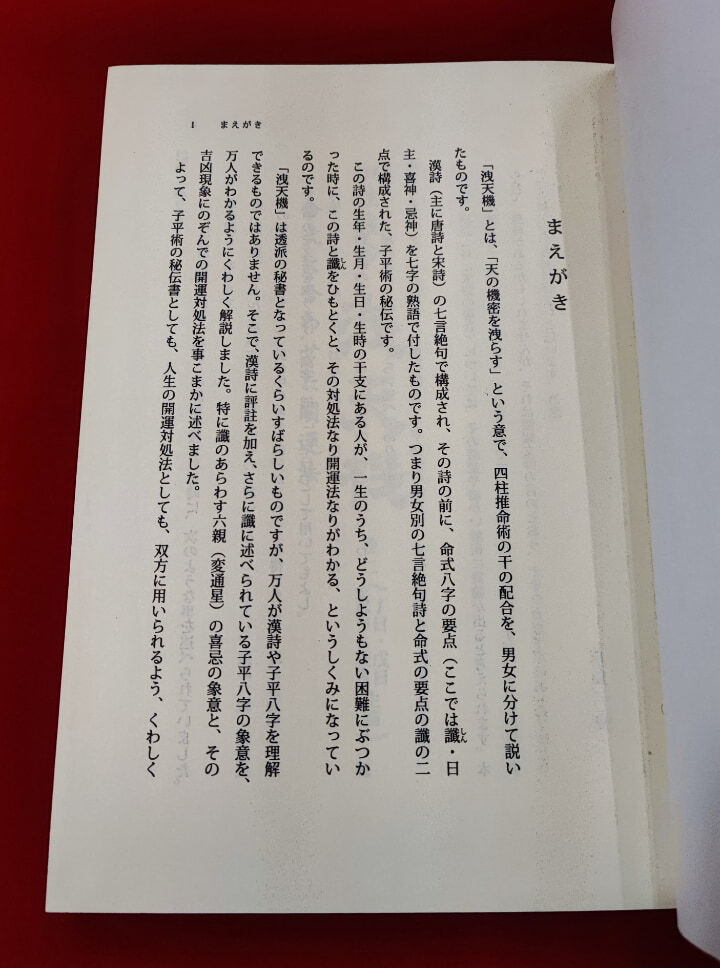 1 まえがき
まえがき
「洩天機」とは、「天の機密を洩らす」という意で、四柱推命術の干の配合を、男女に分けて説い
たものです。
漢詩（主に唐詩と宋詩）の七言絶句で構成され、その詩の前に、命式八字の要点（ここでは讖しん・日
主・喜神・忌神）を七字の熟語で付したものです。つまり男女別の七言絶句詩と命式の要点の讖の二
点で構成された、子平術の秘伝です。
この詩の生年・生月・生日・生時の干支にある人が、一生のうち、どうしようもない困難にぶつか
った時に、この詩と讖しんをひもとくと、その対処法なり開運法なりがわかる、というしくみになってい
るのです。
「洩天機」は透派の秘書となっているくらいすばらしいものですが、万人が漢詩や子平八字を理解
できるものではありません。そこで、漢詩に評註を加え、さらに讖に述べられている子平八字の象意を、
万人がわかるようにくわしく解説しました。特に讖のあらわす六親（変通星）の喜忌の象意と、その
吉凶現象にのぞんでの開運対処法を事こまかに述べました。
よって、子平術の秘伝書としても、人生の開運対処法としても、双方に用いられるよう、くわしく